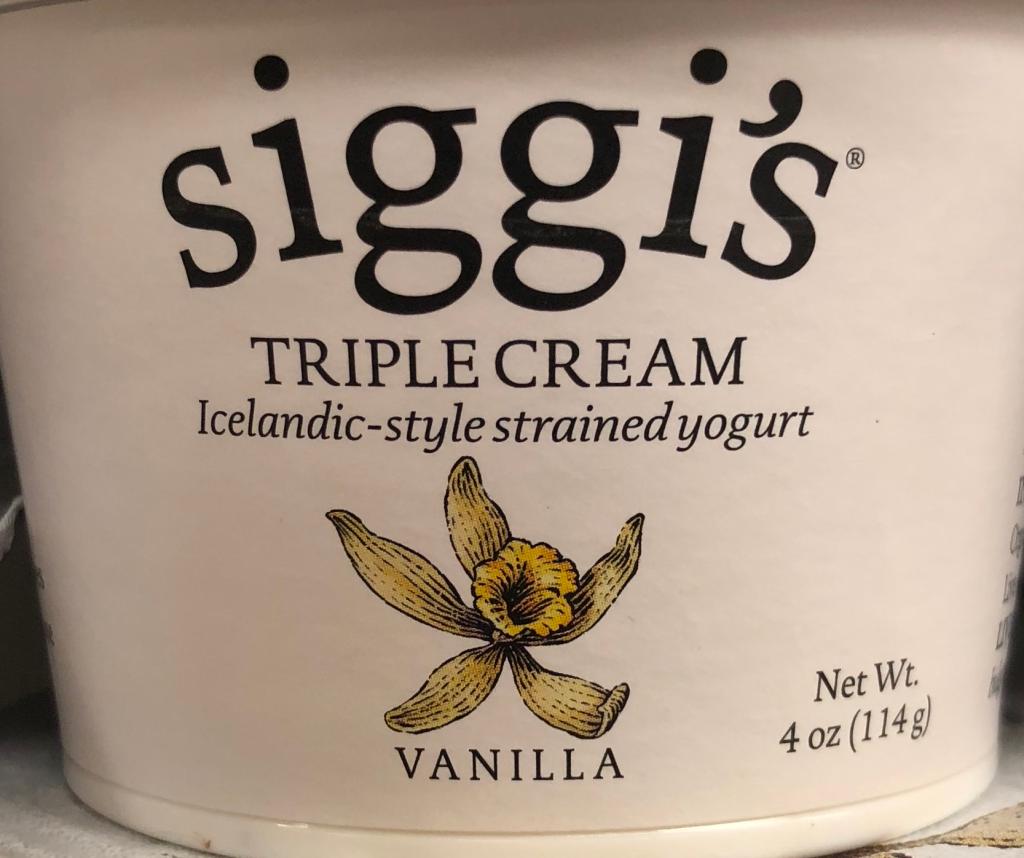 siggi's®
TRIPLE CREAM
Icelandic-style strained yogurt
VANILLA
Net Wt.
4 oz (114g)